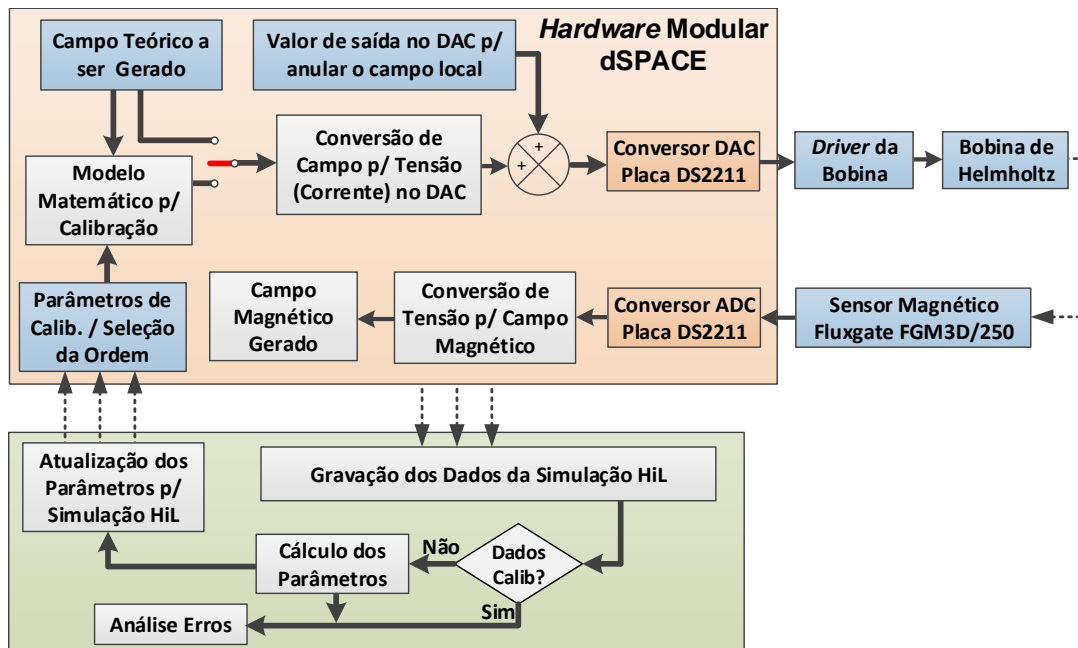 Campo Teórico a
ser Gerado
Valor de saída no DAC p/
anular o campo local
Hardware Modular
dSPACE
Modelo
Matemático p/
Calibração
Conversão de
Campo p/ Tensão
(Corrente) no DAC
+
+
Conversor DAC
Placa DS2211
Driver da
Bobina
Bobina de
Helmholtz
Parâmetros de
Calib. / Seleção
da Ordem
Campo
Magnético
Gerado
Conversão de
Tensão p/ Campo
Magnético
Conversor ADC
Placa DS2211
Sensor Magnético
Fluxgate FGM3D/250
Atualização dos
Parâmetros p/
Simulação HiL
Gravação dos Dados da Simulação HiL
Cálculo dos
Parâmetros
Não
Dados
Calib?
Sim
Análise Erros